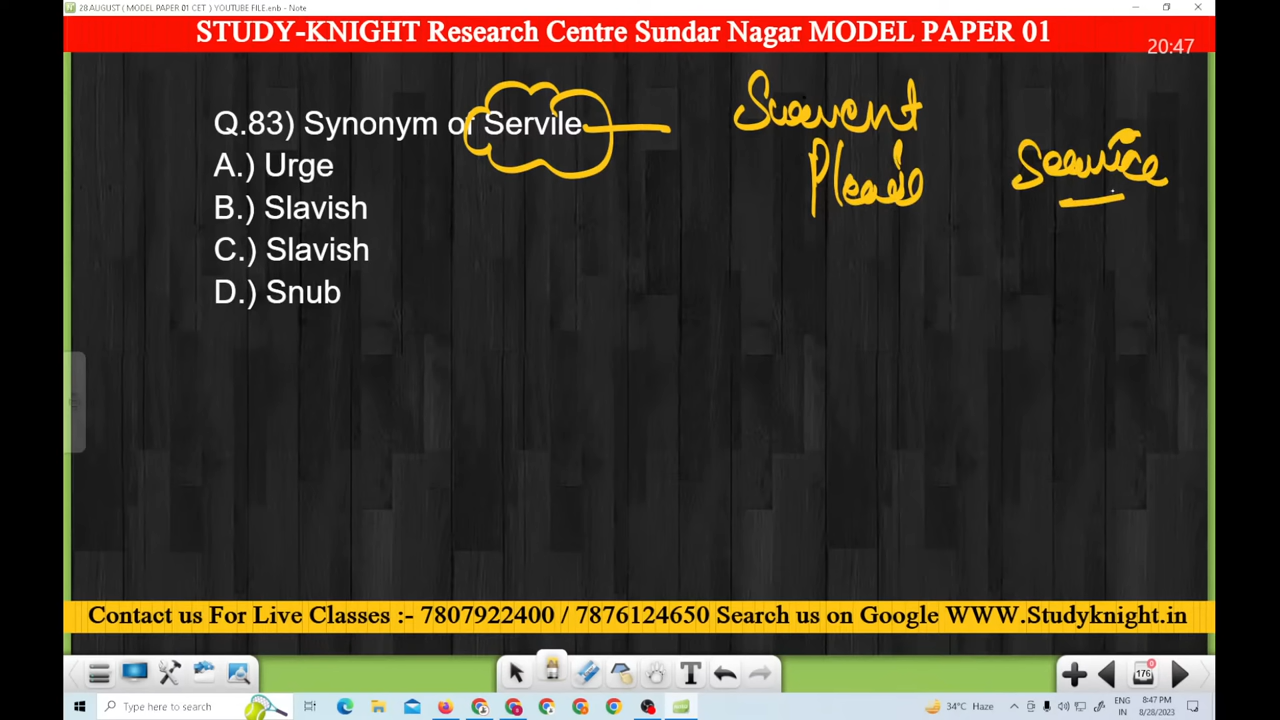 28.AUGUST ( MODEL PAPER 01 CET ) YOUTUBE FILE.enb - Note
STUDY-KNIGHT Research Centre Sundar Nagar MODEL PAPER 01
20:47
Q.83) Synonym of Servile
Servent
Please
Service
A.) Urge
B.) Slavish
C.) Slavish
D.) Snub
Contact us For Live Classes :- 7807922400 / 7876124650 Search us on Google WWW.Studyknight.in
T
176
Type here to search
34°C Haze
ENG
IN
8:47 PM
8/28/2023